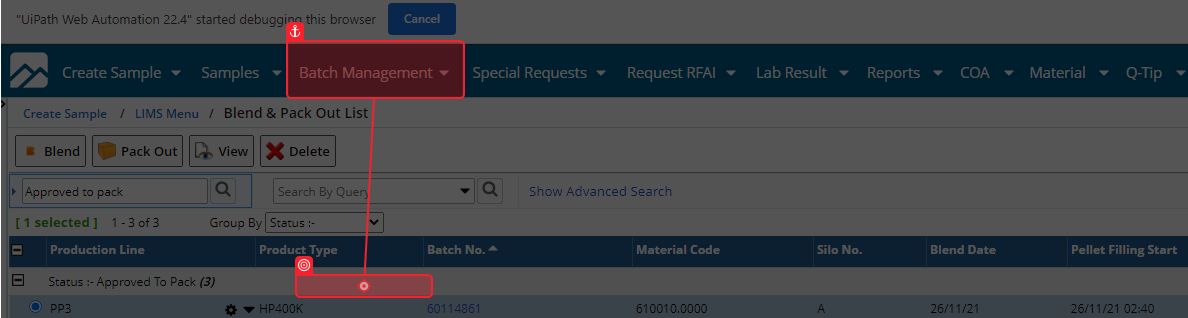 "UiPath Web Automation 22.4" started debugging this browser Cancel
Create Sample Samples Batch Management Special Requests Request RFAI Lab Result Reports COA Material Q-Tip
Create Sample / LIMS Menu / Blend & Pack Out List
Blend Pack Out View Delete
Approved to pack Search By Query Show Advanced Search
[ 1 selected ] 1 - 3 of 3 Group By Status :-
Production Line Product Type Batch No. Material Code Silo No. Blend Date Pellet Filling Start
Status :- Approved To Pack (3)
PP3 HP400K 60114861 610010.0000 A 26/11/21 26/11/21 02:40